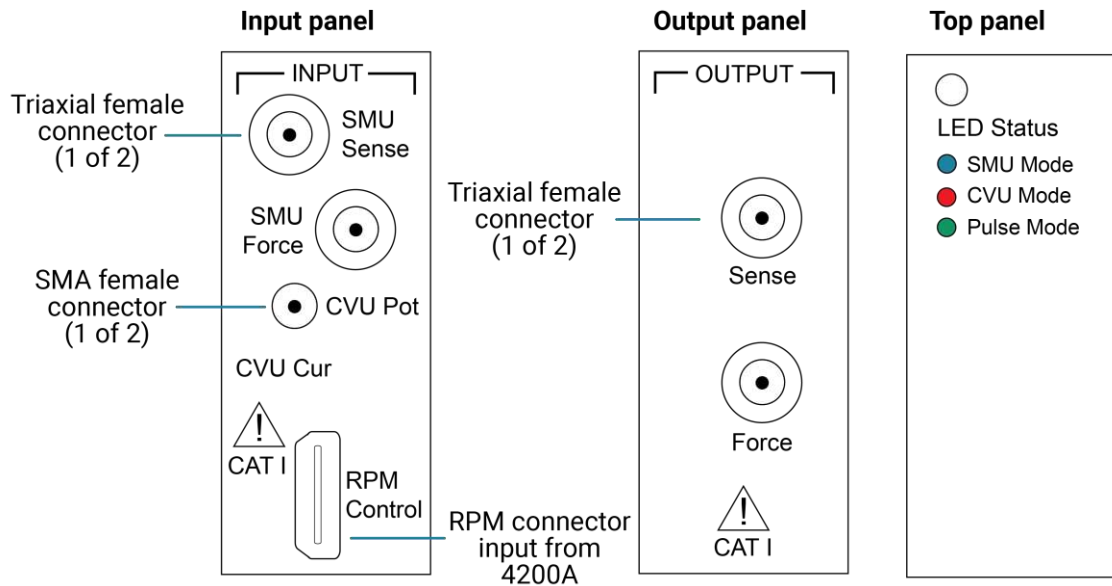 Input panel
INPUT
Triaxial female
connector
(1 of 2)
SMU
Sense
SMU
Force
SMA female
connector
(1 of 2)
CVU Pot
CVU Cur
!
CAT I
RPM
Control
RPM connector
input from
4200A
Output panel
OUTPUT
Triaxial female
connector
(1 of 2)
Sense
Force
!
CAT I
Top panel
LED Status
SMU Mode
CVU Mode
Pulse Mode